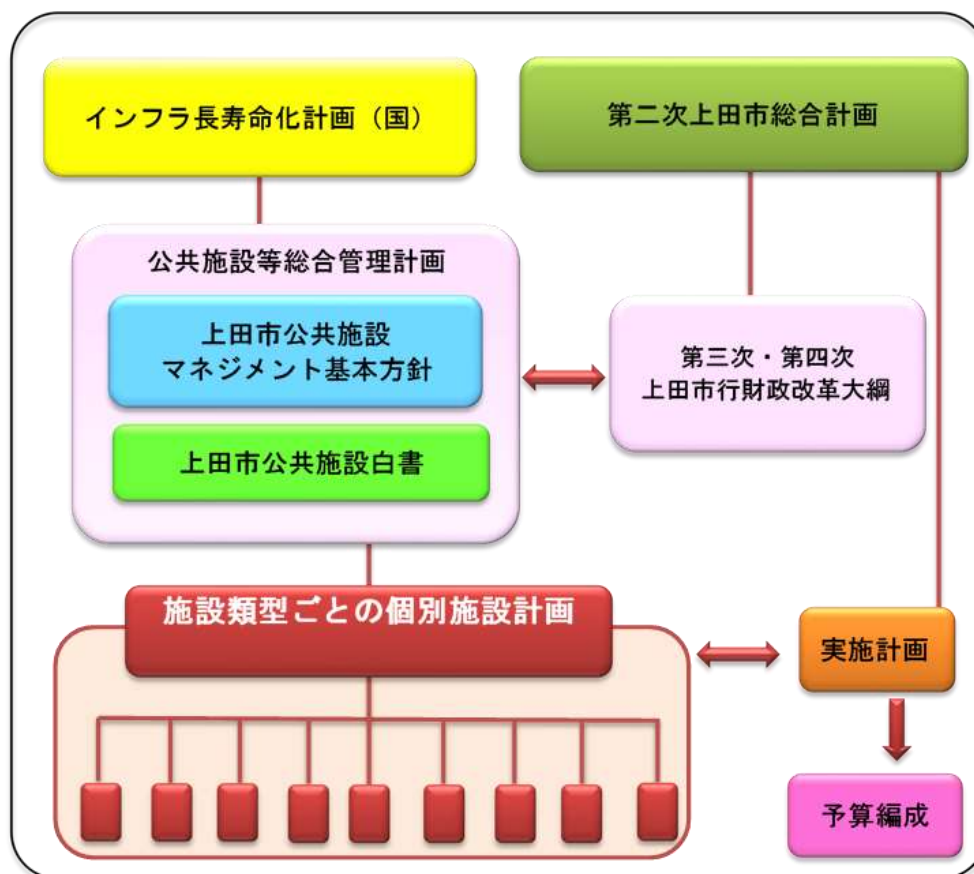 インフラ長寿命化計画（国）
第二次上田市総合計画
公共施設等総合管理計画
上田市公共施設
マネジメント基本方針
上田市公共施設白書
第三次・第四次
上田市行財政改革大綱
施設類型ごとの個別施設計画
実施計画
予算編成